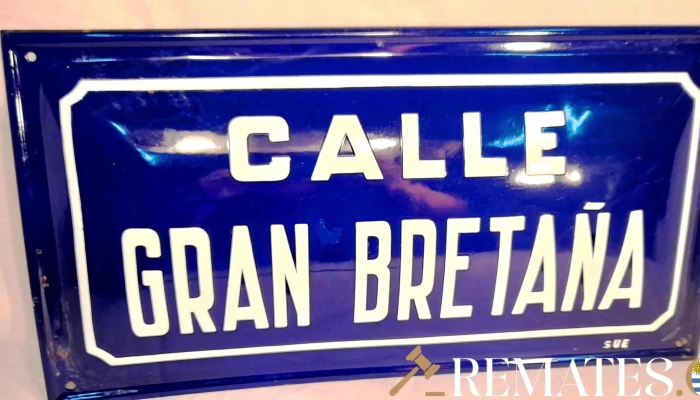 CALLE
GRAN BRETAÑA
SUE
REMATES.